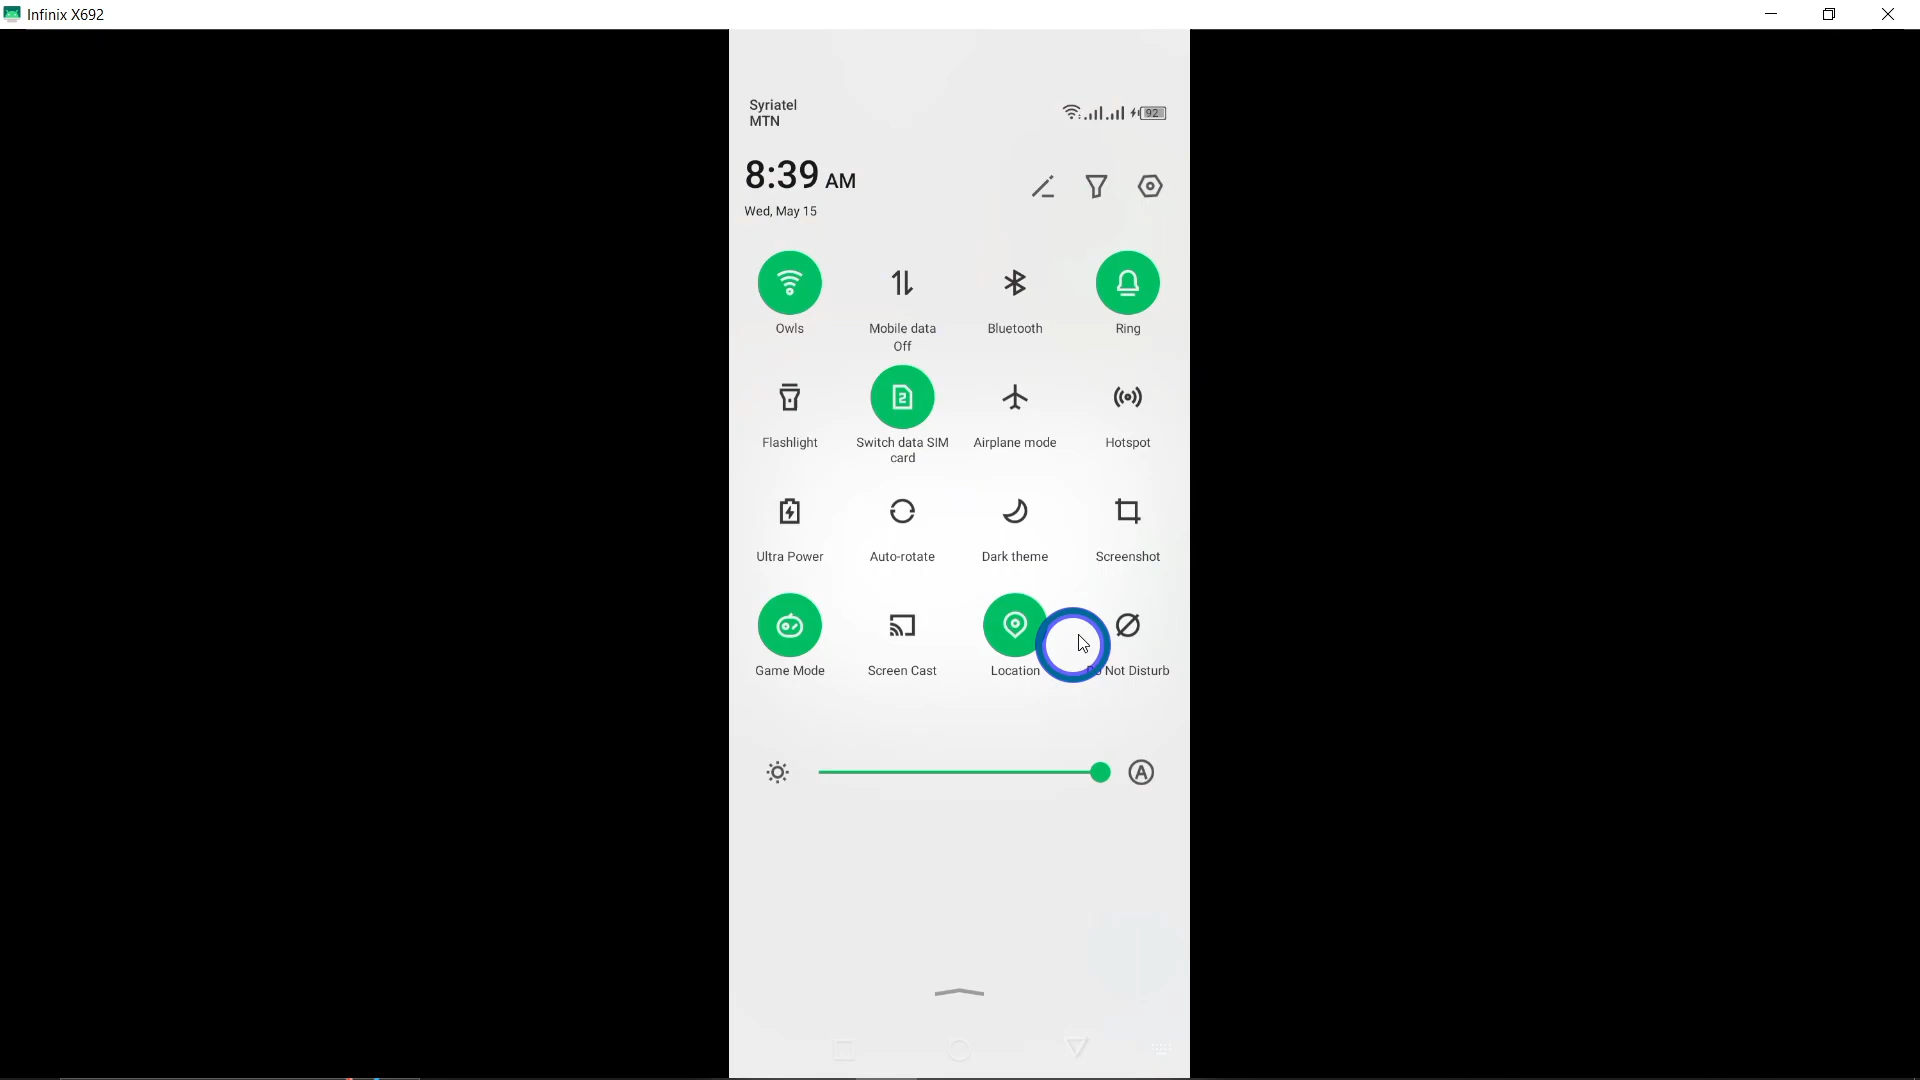 Infinix X692
Syriatel
MTN
92
8:39 AM
Wed, May 15
Owls
Mobile data
Off
Bluetooth
Ring
Flashlight
2
Switch data SIM
card
Airplane mode
Hotspot
Ultra Power
Auto-rotate
Dark theme
Screenshot
Game Mode
Screen Cast
Location
Do Not Disturb
A